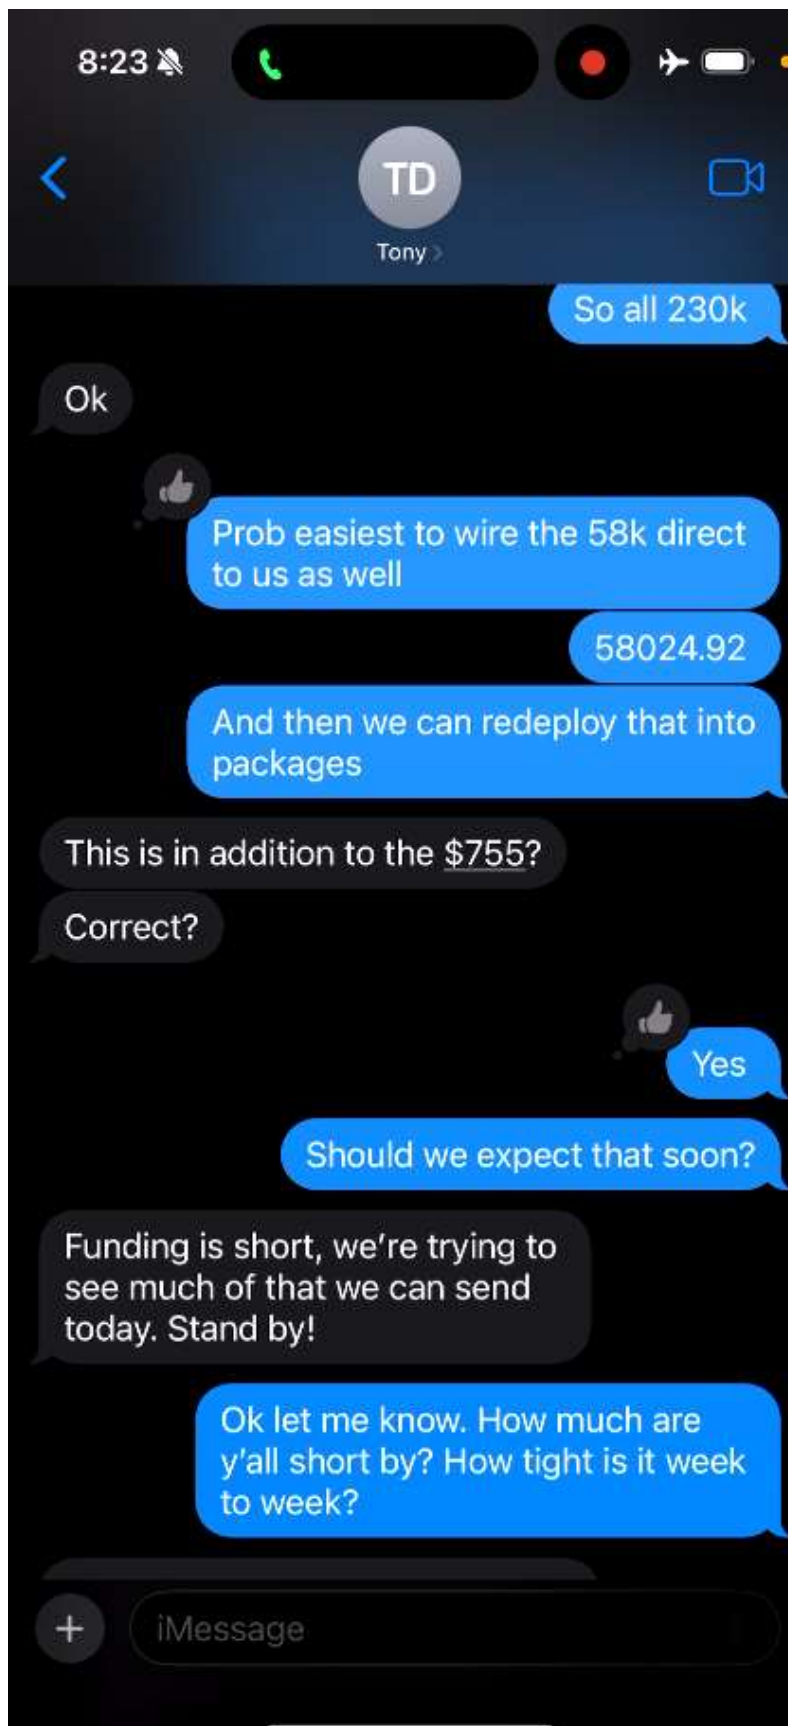 8:23
TD
Tony
So all 230k
Ok
Prob easiest to wire the 58k direct
to us as well
58024.92
And then we can redeploy that into
packages
This is in addition to the $755?
Correct?
Yes
Should we expect that soon?
Funding is short, we're trying to
see much of that we can send
today. Stand by!
Ok let me know. How much are
y'all short by? How tight is it week
to week?
iMessage